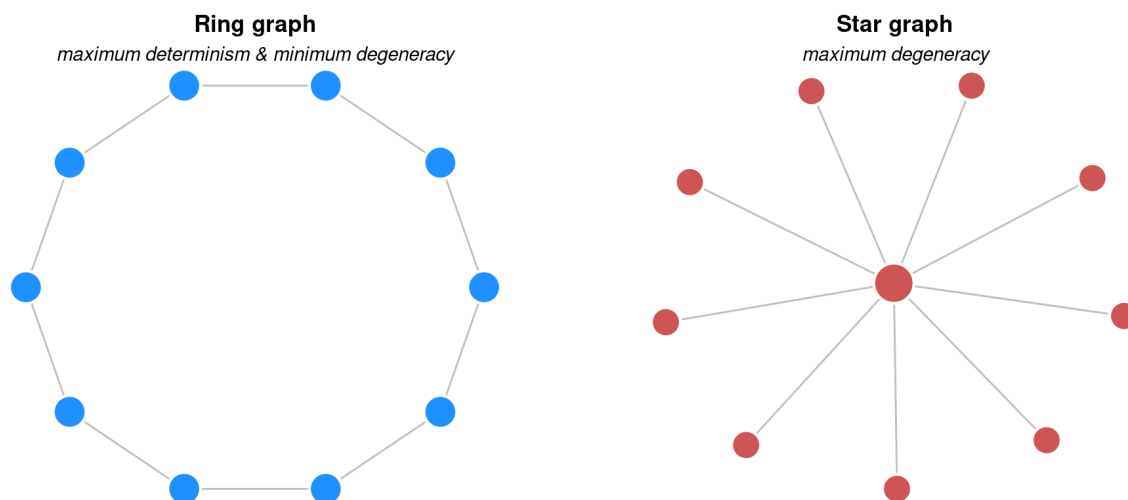 Ring graph
maximum determinism & minimum degeneracy
Star graph
maximum degeneracy